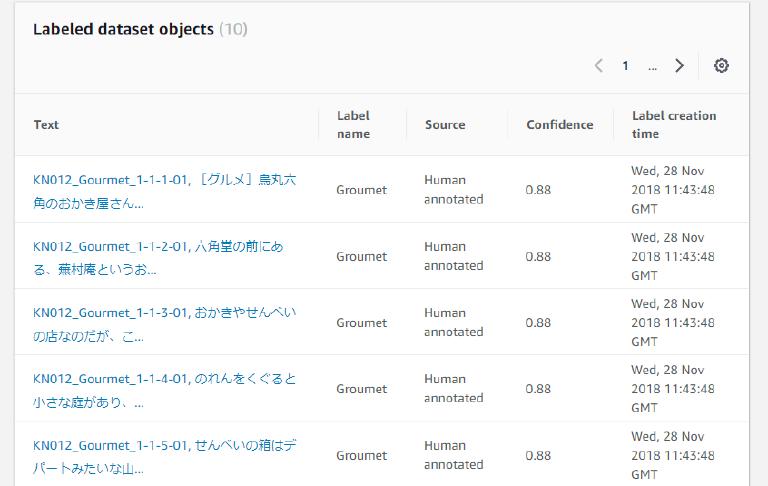 Labeled dataset objects (10)
1 ...
Text
Label name
Source
Confidence
Label creation time
KN012_Gourmet_1-1-1-01, ［グルメ］烏丸六
角のおかき屋さん...
Groumet
Human
annotated
0.88
Wed, 28 Nov
2018 11:43:48
GMT
KN012_Gourmet_1-1-2-01, 六角堂の前にあ
る、蕪村庵というお...
Groumet
Human
annotated
0.88
Wed, 28 Nov
2018 11:43:48
GMT
KN012_Gourmet_1-1-3-01, おかきやせんべい
の店なのだが、こ...
Groumet
Human
annotated
0.88
Wed, 28 Nov
2018 11:43:48
GMT
KN012_Gourmet_1-1-4-01, のれんをくぐると
小さな庭があり、...
Groumet
Human
annotated
0.88
Wed, 28 Nov
2018 11:43:48
GMT
KN012_Gourmet_1-1-5-01, せんべいの箱はデ
パートみたいな山...
Groumet
Human
annotated
0.88
Wed, 28 Nov
2018 11:43:48
GMT